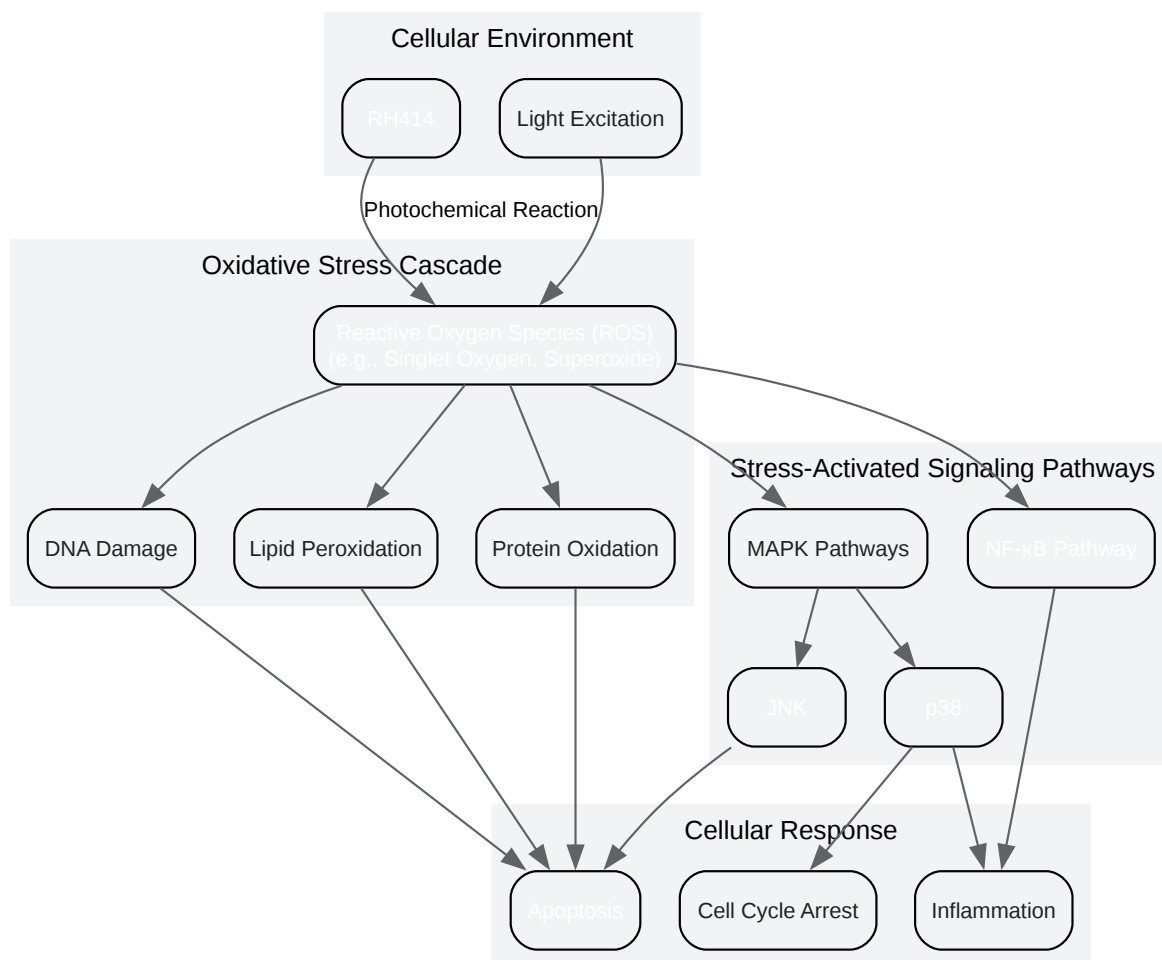 Cellular Environment
RH414
Light Excitation
Photochemical Reaction
Oxidative Stress Cascade
Reactive Oxygen Species (ROS)
(e.g., Singlet Oxygen, Superoxide)
Stress-Activated Signaling Pathways
DNA Damage
Lipid Peroxidation
Protein Oxidation
MAPK Pathways
NF-κB Pathway
JNK
p38
Cellular Response
Apoptosis
Cell Cycle Arrest
Inflammation